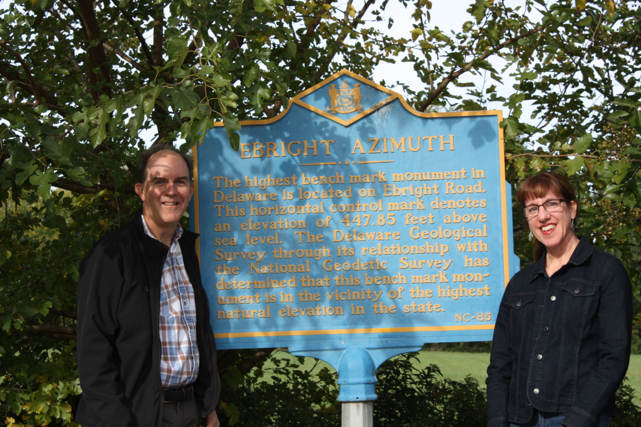 EBRIGHT AZIMUTH
The highest bench mark monument in
Delaware is located on Ebright Road.
This horizontal control mark denotes
an elevation of 447.85 feet above
sea level. The Delaware Geological
Survey through its relationship with
the National Geodetic Survey has
determined that this bench mark mon-
ument is in the vicinity of the highest
natural elevation in the state.
NC-85